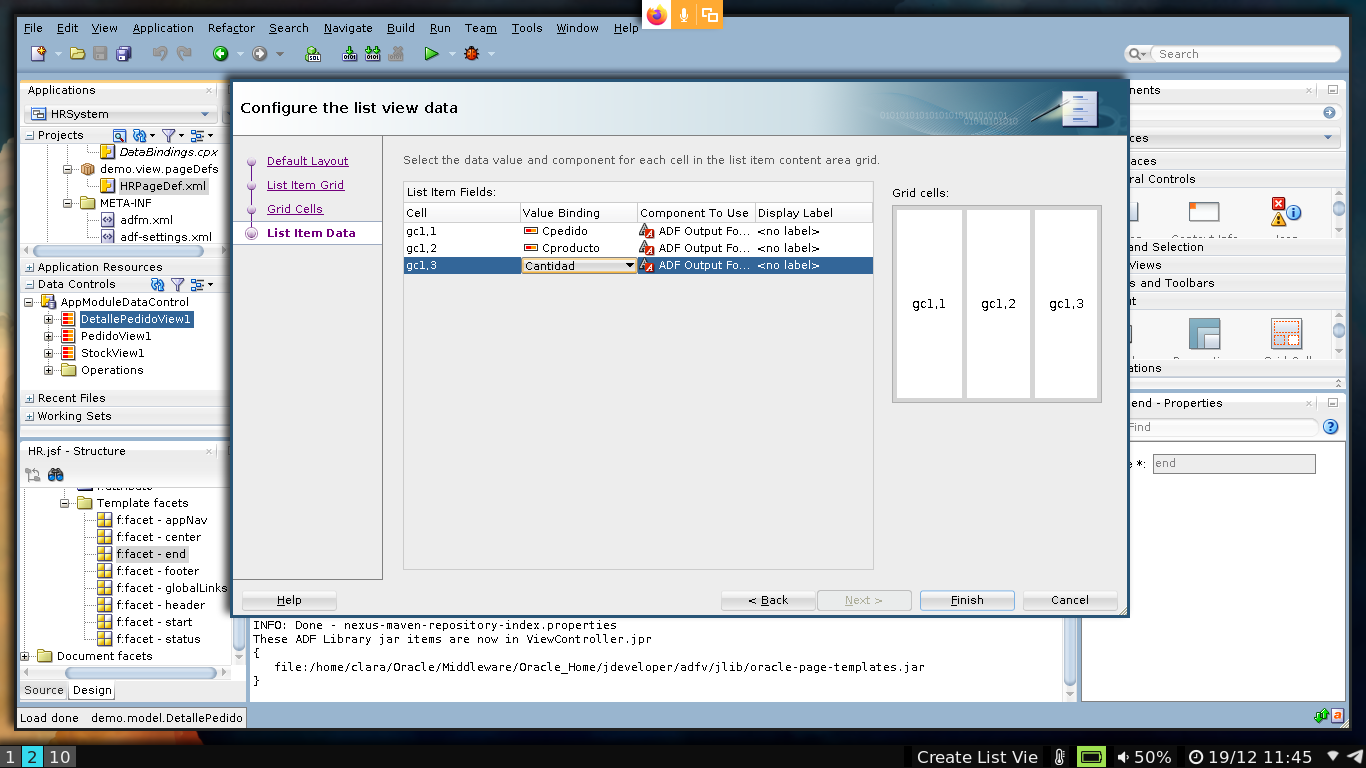 File Edit View Application Refactor Search Navigate Build Run Team Tools Window Help
Search
Applications
HRSystem
Projects
DataBindings.cpx
demo.view.pageDefs
HRPageDef.xml
META-INF
adfm.xml
adf-settings.xml
Application Resources
Data Controls
AppModuleDataControl
DetallePedidoView1
PedidoView1
StockView1
Operations
Recent Files
Working Sets
HR.jsf - Structure
Template facets
f:facet - appNav
f:facet - center
f:facet - end
f:facet - footer
f:facet - globalLinks
f:facet - header
f:facet - start
f:facet - status
Document facets
Source Design
Load done demo.model.DetallePedido
Configure the list view data
Default Layout
List Item Grid
Grid Cells
List Item Data
Select the data value and component for each cell in the list item content area grid.
List Item Fields:
Cell Value Binding Component To Use Display Label
gc1,1 Cpedido ADF Output Fo... <no label>
gc1,2 Cproducto ADF Output Fo... <no label>
gc1,3 Cantidad ADF Output Fo... <no label>
Grid cells:
gc1,1 gc1,2 gc1,3
Help < Back Next > Finish Cancel
INFO: Done - nexus-maven-repository-index.properties
These ADF Library jar items are now in ViewController.jpr
{
file:/home/clara/Oracle/Middleware/Oracle_Home/jdeveloper/adfv/jlib/oracle-page-templates.jar
}
nents
ces
aces
ral Controls
and Selection
Views
s and Toolbars
ut
ations
end - Properties
Find
e *: end
1 2 10
Create List Vie 50% 19/12 11:45